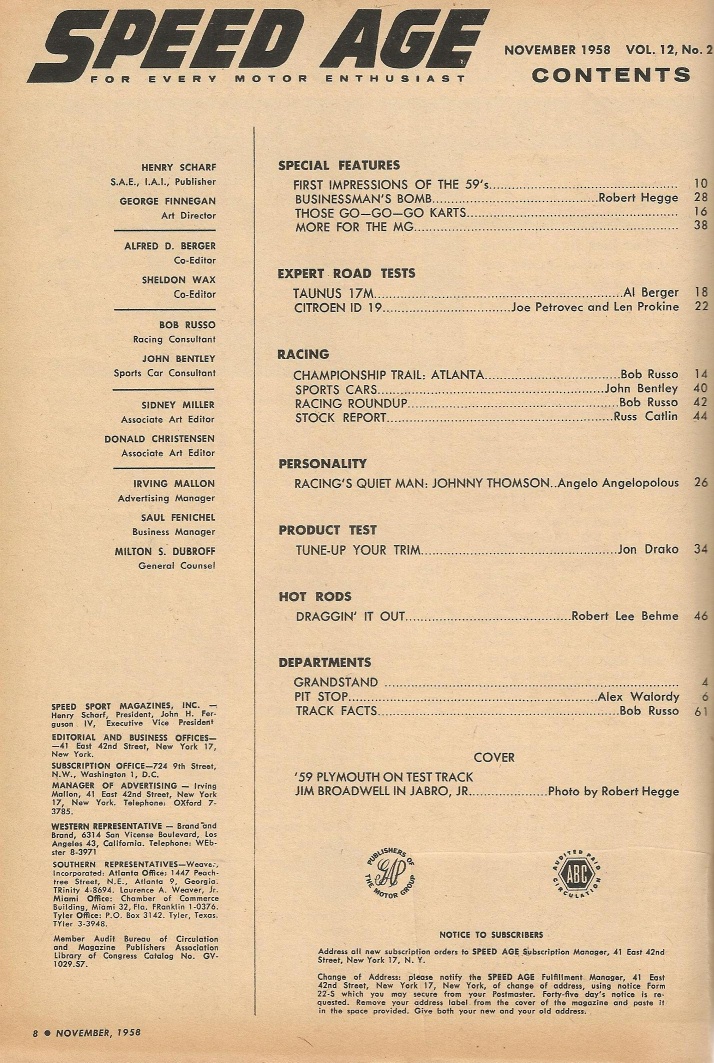 SPEED AGE
FOR EVERY MOTOR ENTHUSIAST
NOVEMBER 1958 VOL. 12, No. 2
CONTENTS
HENRY SCHARF
S.A.E., I.A.I., Publisher
GEORGE FINNEGAN
Art Director
ALFRED D. BERGER
Co-Editor
SHELDON WAX
Co-Editor
BOB RUSSO
Racing Consultant
JOHN BENTLEY
Sports Car Consultant
SIDNEY MILLER
Associate Art Editor
DONALD CHRISTENSEN
Associate Art Editor
IRVING MALLON
Advertising Manager
SAUL FENICHEL
Business Manager
MILTON S. DUBROFF
General Counsel
SPEED SPORT MAGAZINES, INC. —
Henry Scharf, President, John H. Fer-
guson IV, Executive Vice President
EDITORIAL AND BUSINESS OFFICES—
—41 East 42nd Street, New York 17,
New York.
SUBSCRIPTION OFFICE—724 9th Street,
N.W., Washington 1, D.C.
MANAGER OF ADVERTISING — Irving
Mallon, 41 East 42nd Street, New York
17, New York. Telephone: OXford 7-
3785.
WESTERN REPRESENTATIVE — Brand and
Brand, 6314 San Vicense Boulevard, Los
Angeles 43, California. Telephone: WEb-
ster 8-3971
SOUTHERN REPRESENTATIVES—Weaver,
Incorporated: Atlanta Office: 1447 Peach-
tree Street, N.E., Atlanta 9, Georgia.
TRinity 4-8694. Laurence A. Weaver, Jr.
Miami Office: Chamber of Commerce
Building, Miami 32, Fla. FRanklin 1-0376.
Tyler Office: P.O. Box 3142. Tyler, Texas.
TYler 3-3948.
Member Audit Bureau of Circulation
and Magazine Publishers Association
Library of Congress Catalog No. GV-
1029.S7.
SPECIAL FEATURES
FIRST IMPRESSIONS OF THE 59's 10
BUSINESSMAN'S BOMB Robert Hegge 28
THOSE GO—GO—GO KARTS 16
MORE FOR THE MG 38
EXPERT ROAD TESTS
TAUNUS 17M Al Berger 18
CITROEN ID 19 Joe Petrovec and Len Prokine 22
RACING
CHAMPIONSHIP TRAIL: ATLANTA Bob Russo 14
SPORTS CARS John Bentley 40
RACING ROUNDUP Bob Russo 42
STOCK REPORT Russ Catlin 44
PERSONALITY
RACING'S QUIET MAN: JOHNNY THOMSON..Angelo Angelopolous 26
PRODUCT TEST
TUNE-UP YOUR TRIM Jon Drako 34
HOT RODS
DRAGGIN' IT OUT Robert Lee Behme 46
DEPARTMENTS
GRANDSTAND 4
PIT STOP Alex Walordy 6
TRACK FACTS Bob Russo 61
COVER
'59 PLYMOUTH ON TEST TRACK
JIM BROADWELL IN JABRO, JR. Photo by Robert Hegge
PUBLISHERS OF
THE MOTOR GROUP
AUDITED PAID
ABC
CIRCULATION
NOTICE TO SUBSCRIBERS
Address all new subscription orders to SPEED AGE Subscription Manager, 41 East 42nd
Street, New York 17, N. Y.
Change of Address: please notify the SPEED AGE Fulfillment Manager, 41 East
42nd Street, New York 17, New York, of change of address, using notice Form
22-S which you may secure from your Postmaster. Forty-five day's notice is re-
quested. Remove your address label from the cover of the magazine and paste it
in the space provided. Give both your new and your old address.
8 ● NOVEMBER, 1958